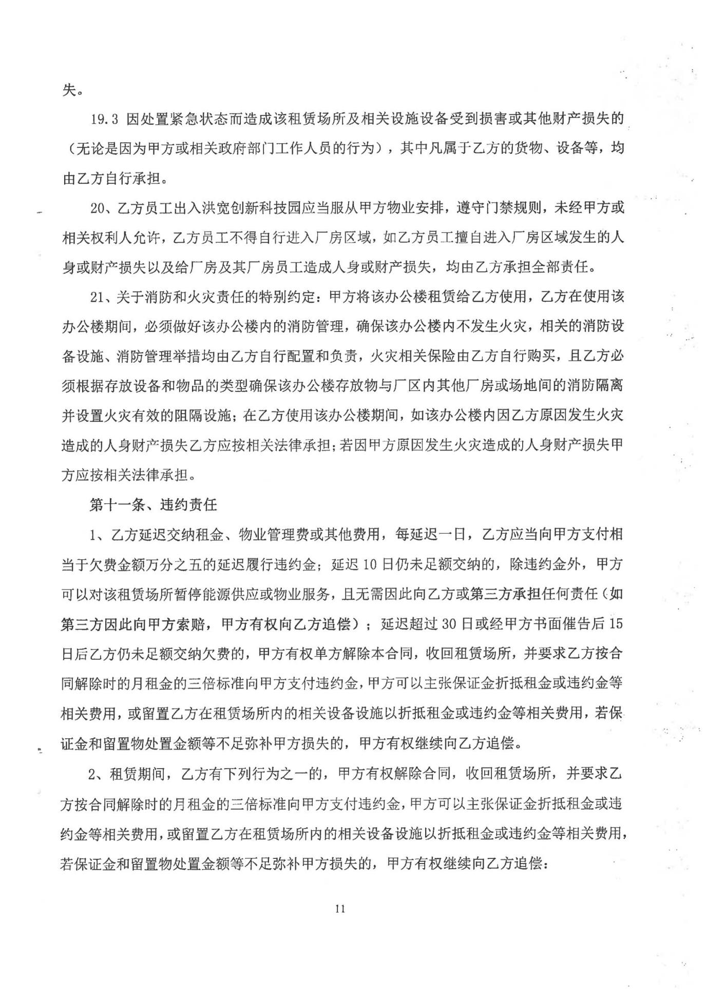 失。
19.3 因处置紧急状态而造成该租赁场所及相关设施设备受到损害或其他财产损失的
（无论是因为甲方或相关政府部门工作人员的行为），其中凡属于乙方的货物、设备等，均
由乙方自行承担。
20、乙方员工出入洪宽创新科技园应当服从甲方物业安排，遵守门禁规则，未经甲方或
相关权利人允许，乙方员工不得自行进入厂房区域，如乙方员工擅自进入厂房区域发生的人
身或财产损失以及给厂房及其厂房员工造成人身或财产损失，均由乙方承担全部责任。
21、关于消防和火灾责任的特别约定：甲方将该办公楼租赁给乙方使用，乙方在使用该
办公楼期间，必须做好该办公楼内的消防管理，确保该办公楼内不发生火灾，相关的消防设
备设施、消防管理举措均由乙方自行配置和负责，火灾相关保险由乙方自行购买，且乙方必
须根据存放设备和物品的类型确保该办公楼存放物与厂区内其他厂房或场地间的消防隔离
并设置火灾有效的阻隔设施；在乙方使用该办公楼期间，如该办公楼内因乙方原因发生火灾
造成的人身财产损失乙方应按相关法律承担；若因甲方原因发生火灾造成的人身财产损失甲
方应按相关法律承担。
第十一条、违约责任
1、乙方延迟交纳租金、物业管理费或其他费用，每延迟一日，乙方应当向甲方支付相
当于欠费金额万分之五的延迟履行违约金；延迟 10 日仍未足额交纳的，除违约金外，甲方
可以对该租赁场所暂停能源供应或物业服务，且无需因此向乙方或第三方承担任何责任（如
第三方因此向甲方索赔，甲方有权向乙方追偿）；延迟超过 30 日或经甲方书面催告后 15
日后乙方仍未足额交纳欠费的，甲方有权单方解除本合同，收回租赁场所，并要求乙方按合
同解除时的月租金的三倍标准向甲方支付违约金，甲方可以主张保证金折抵租金或违约金等
相关费用，或留置乙方在租赁场所内的相关设备设施以折抵租金或违约金等相关费用，若保
证金和留置物处置金额等不足弥补甲方损失的，甲方有权继续向乙方追偿。
2、租赁期间，乙方有下列行为之一的，甲方有权解除合同，收回租赁场所，并要求乙
方按合同解除时的月租金的三倍标准向甲方支付违约金，甲方可以主张保证金折抵租金或违
约金等相关费用，或留置乙方在租赁场所内的相关设备设施以折抵租金或违约金等相关费用，
若保证金和留置物处置金额等不足弥补甲方损失的，甲方有权继续向乙方追偿：
11